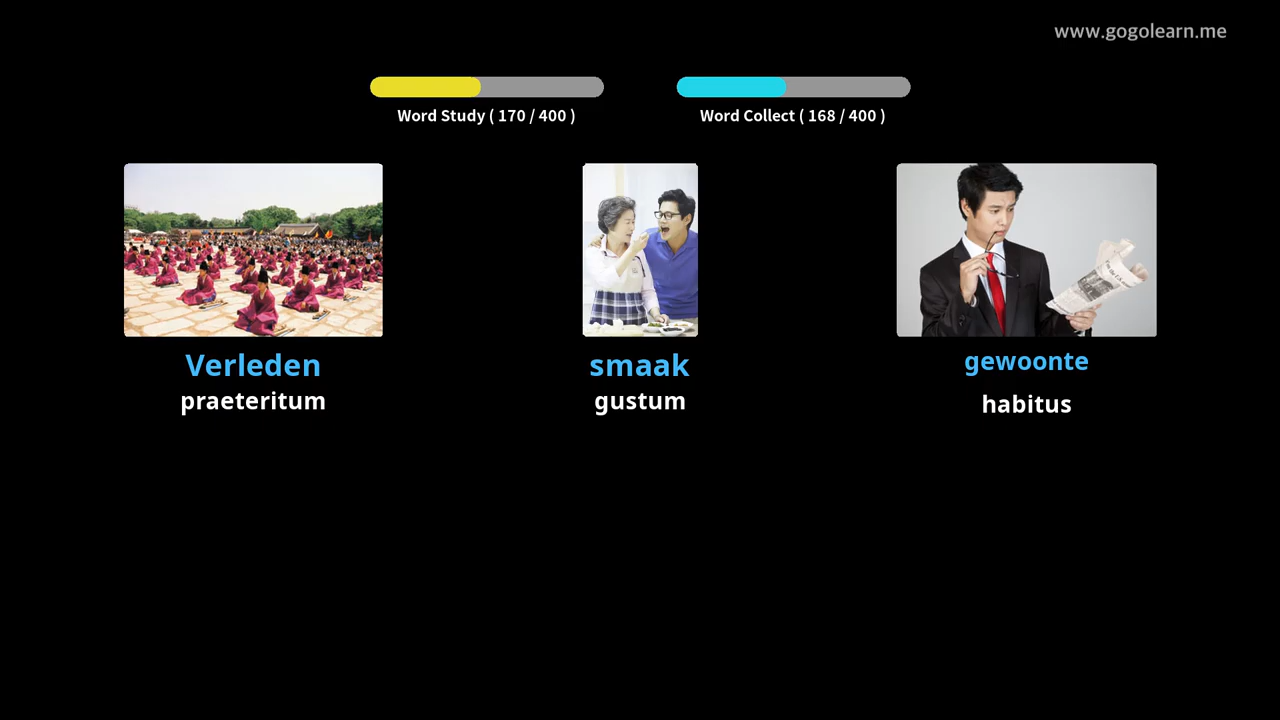 www.gogolearn.me
Word Study ( 170 / 400 )
Word Collect ( 168 / 400 )
Verleden
praeteritum
smaak
gustum
gewoonte
habitus